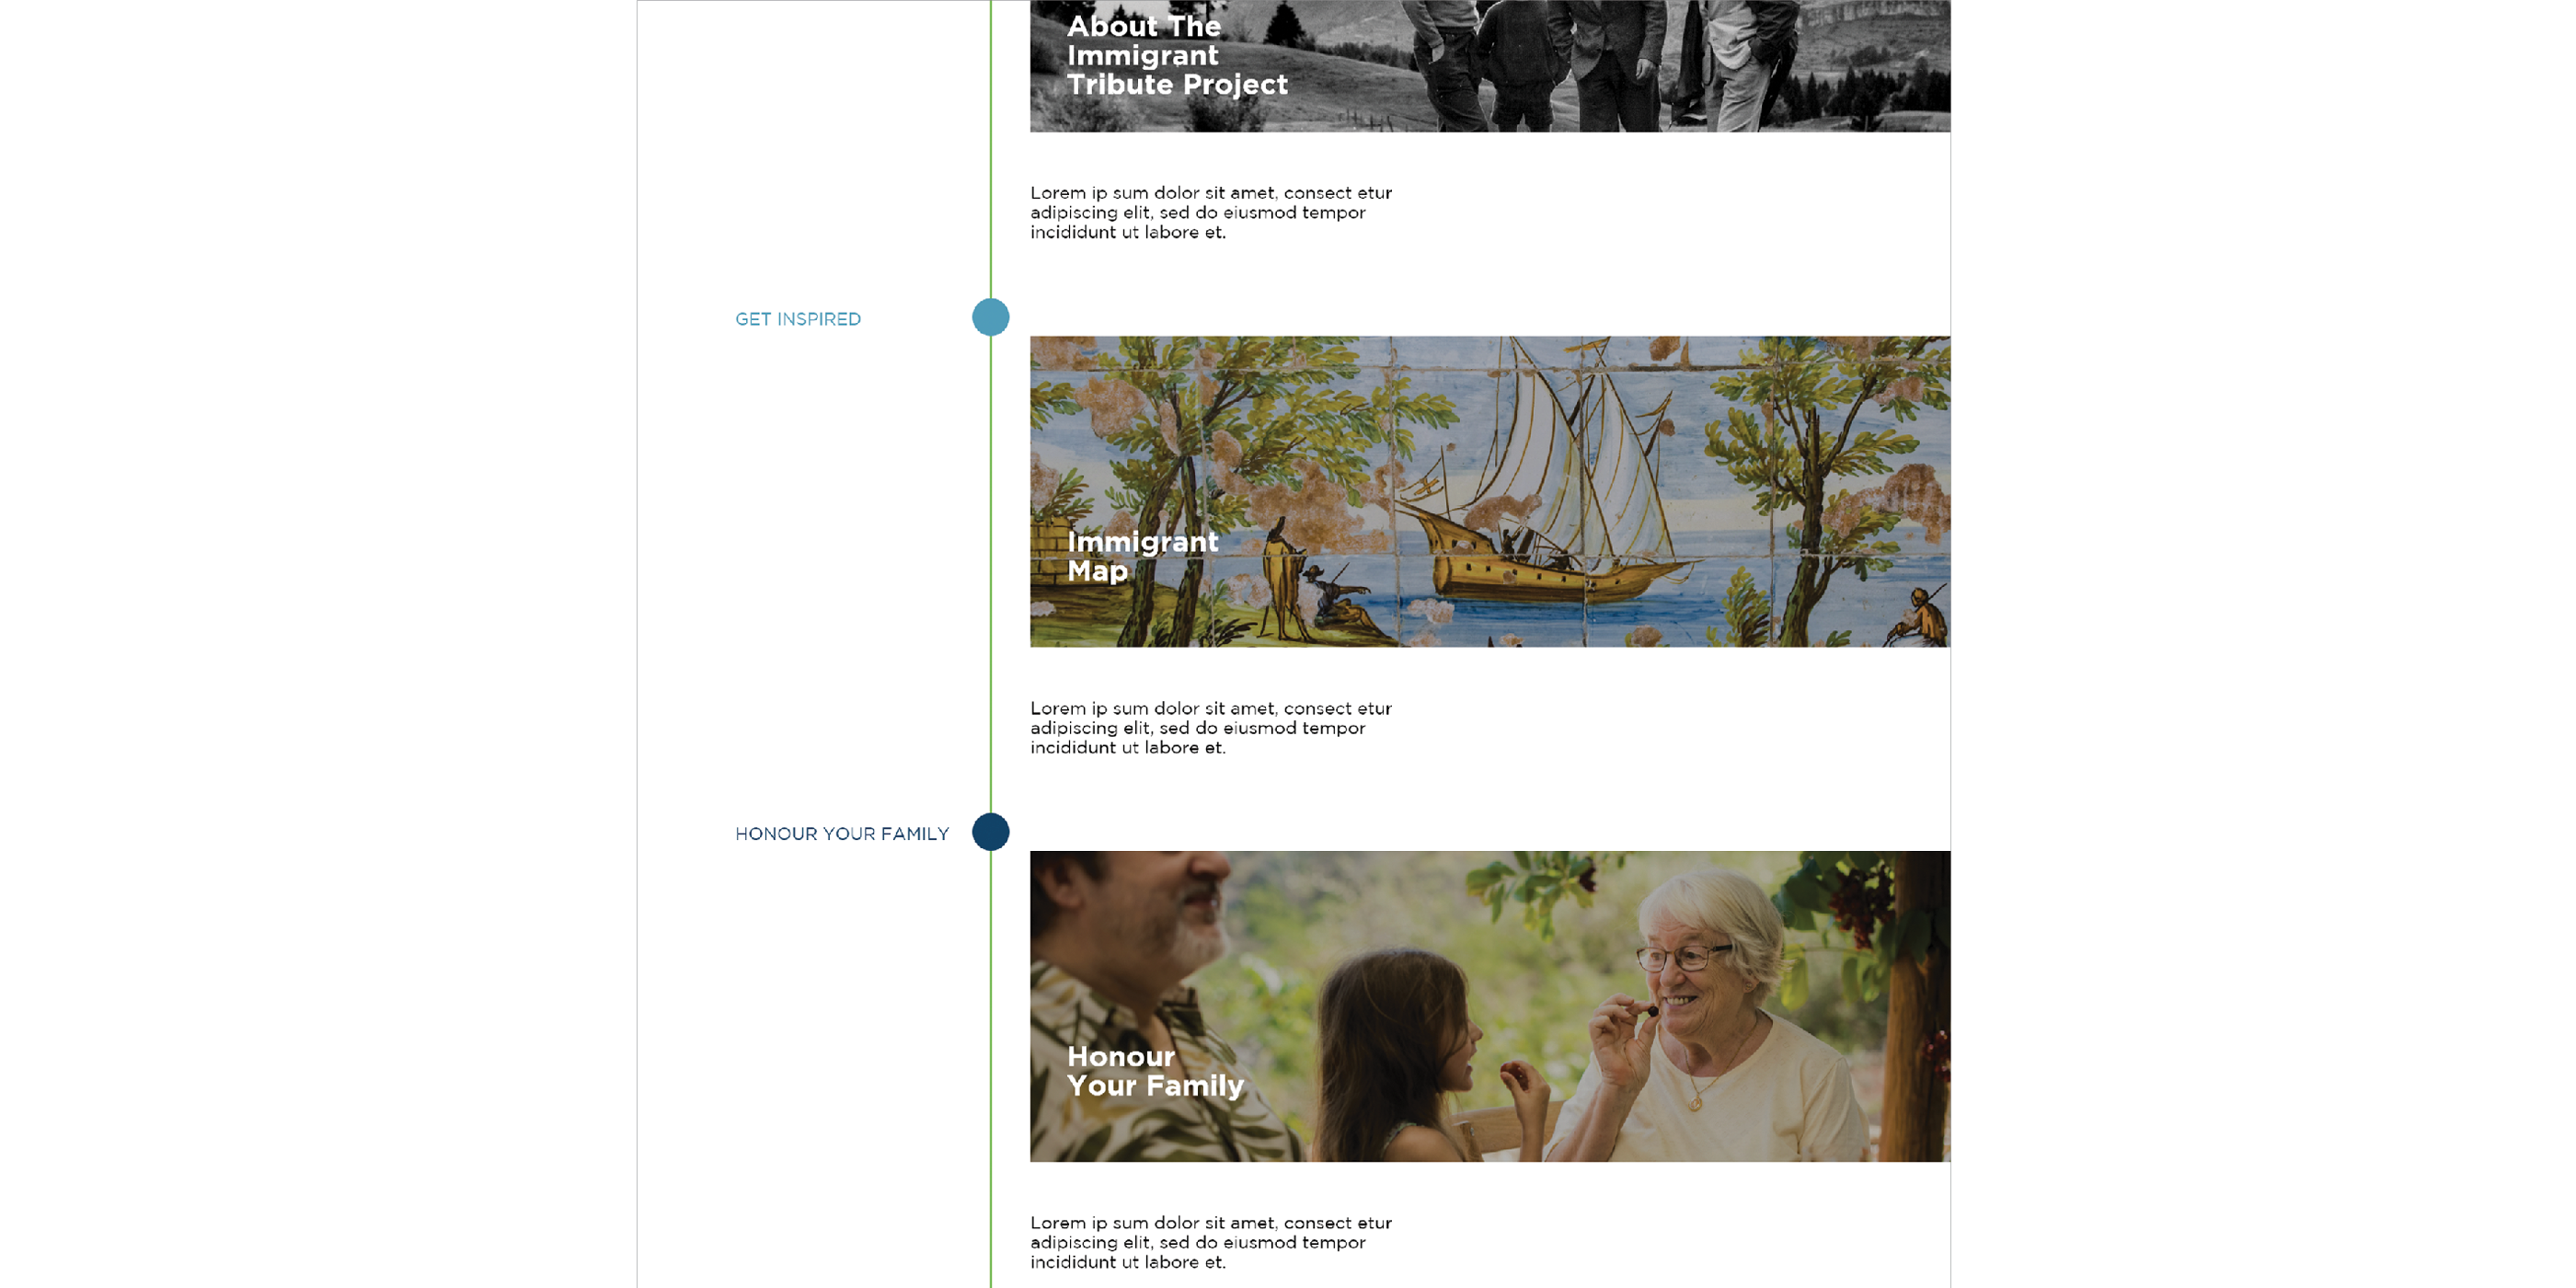 About The
Immigrant
Tribute Project
Lorem ip sum dolor sit amet, consect etur
adipiscing elit, sed do eiusmod tempor
incididunt ut labore et.
GET INSPIRED
Immigrant
Map
Lorem ip sum dolor sit amet, consect etur
adipiscing elit, sed do eiusmod tempor
incididunt ut labore et.
HONOUR YOUR FAMILY
Honour
Your Family
Lorem ip sum dolor sit amet, consect etur
adipiscing elit, sed do eiusmod tempor
incididunt ut labore et.